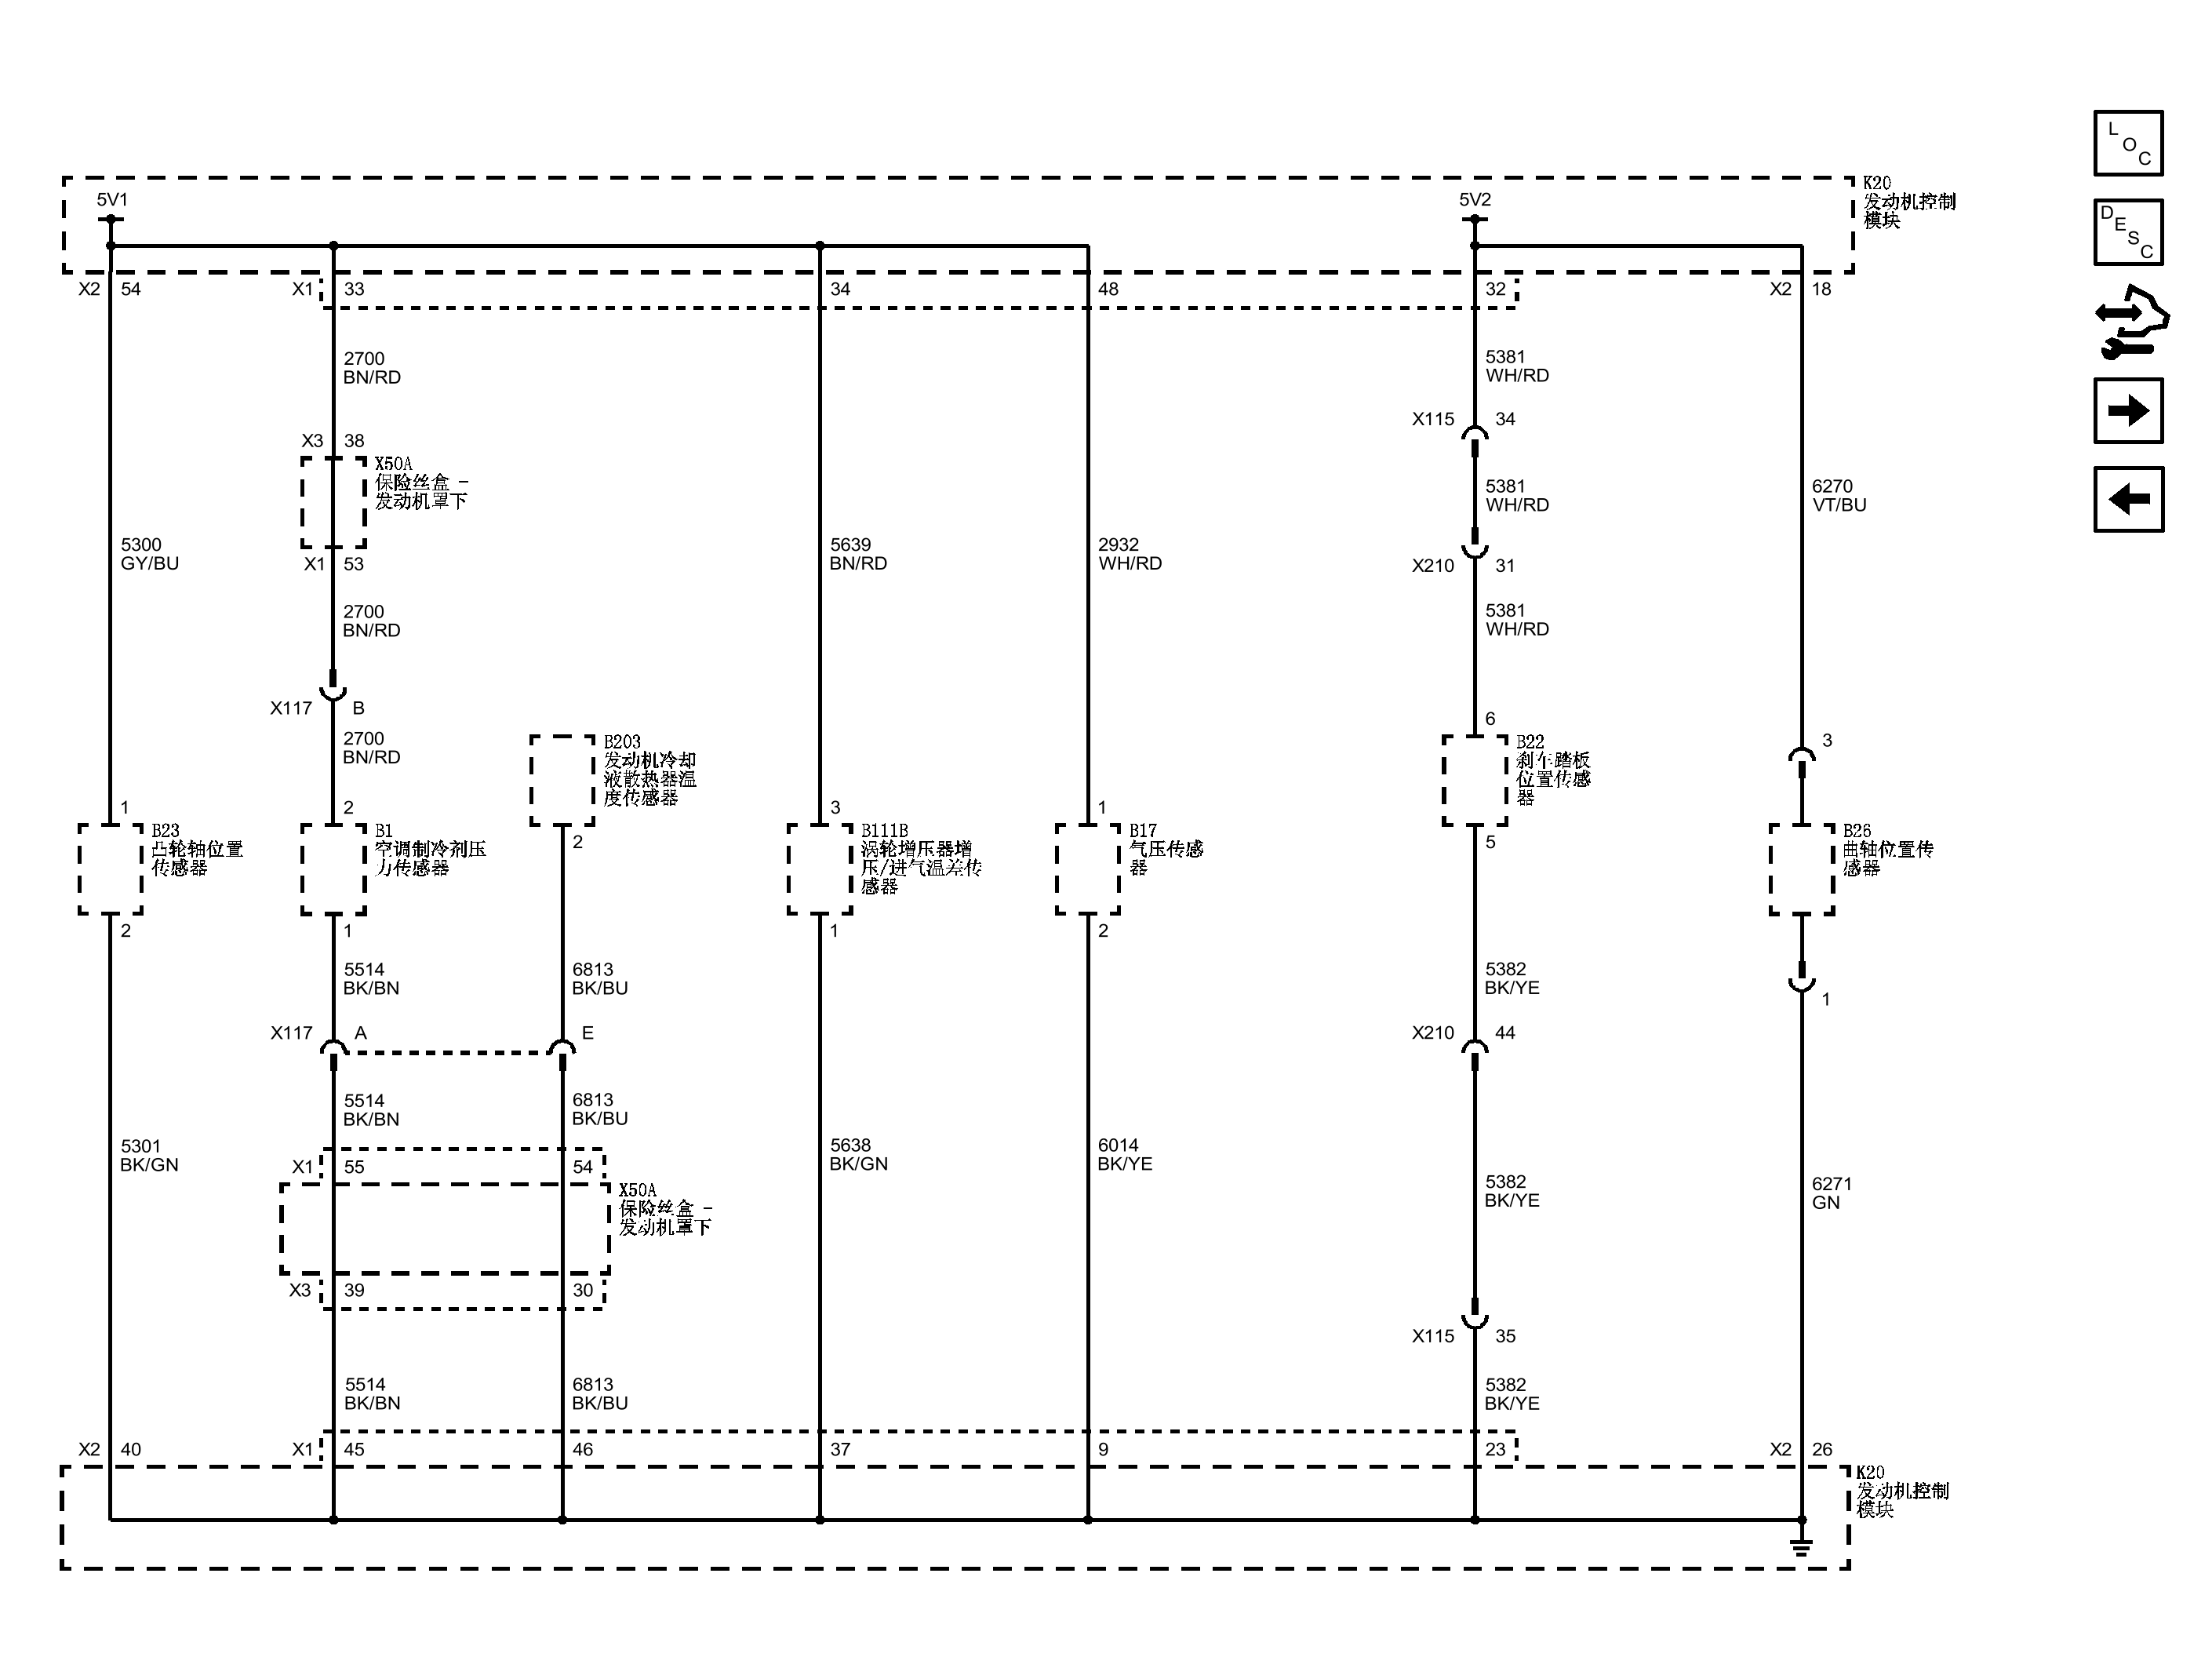 5V1
5V2
K20
发动机控制
模块
X2 54
X1 33
34
48
32
X2 18
L
O
C
D
E
S
C
2700
BN/RD
5381
WH/RD
X115 34
X3 38
X50A
保险丝盒 -
发动机罩下
X1 53
5381
WH/RD
6270
VT/BU
5300
GY/BU
5639
BN/RD
2932
WH/RD
X210 31
2700
BN/RD
5381
WH/RD
X117 B
2700
BN/RD
B203
发动机冷却
液散热器温
度传感器
2
6
B22
刹车踏板
位置传感
器
5
3
1
B23
凸轮轴位置
传感器
2
2
B1
空调制冷剂压
力传感器
1
3
B111B
涡轮增压器增
压/进气温差传
感器
1
1
B17
气压传感
器
2
B26
曲轴位置传
感器
1
5514
BK/BN
6813
BK/BU
5382
BK/YE
X117 A
E
X210 44
5514
BK/BN
6813
BK/BU
5301
BK/GN
5638
BK/GN
6014
BK/YE
5382
BK/YE
6271
GN
X1 55
54
X50A
保险丝盒 -
发动机罩下
X3 39
30
X115 35
5514
BK/BN
6813
BK/BU
5382
BK/YE
X2 40
X1 45
46
37
9
23
X2 26
K20
发动机控制
模块